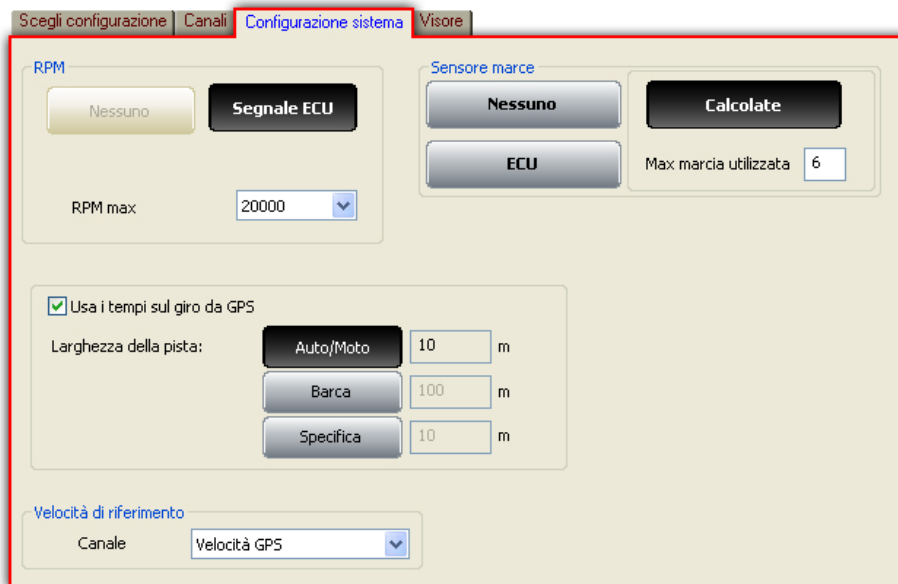 Scegli configurazione Canali Configurazione sistema Visore
RPM
Nessuno Segnale ECU
RPM max 20000
Sensore marce
Nessuno Calcolate
ECU Max marcia utilizzata 6
Usa i tempi sul giro da GPS
Larghezza della pista: Auto/Moto 10 m
Barca 100 m
Specifica 10 m
Velocità di riferimento
Canale Velocità GPS